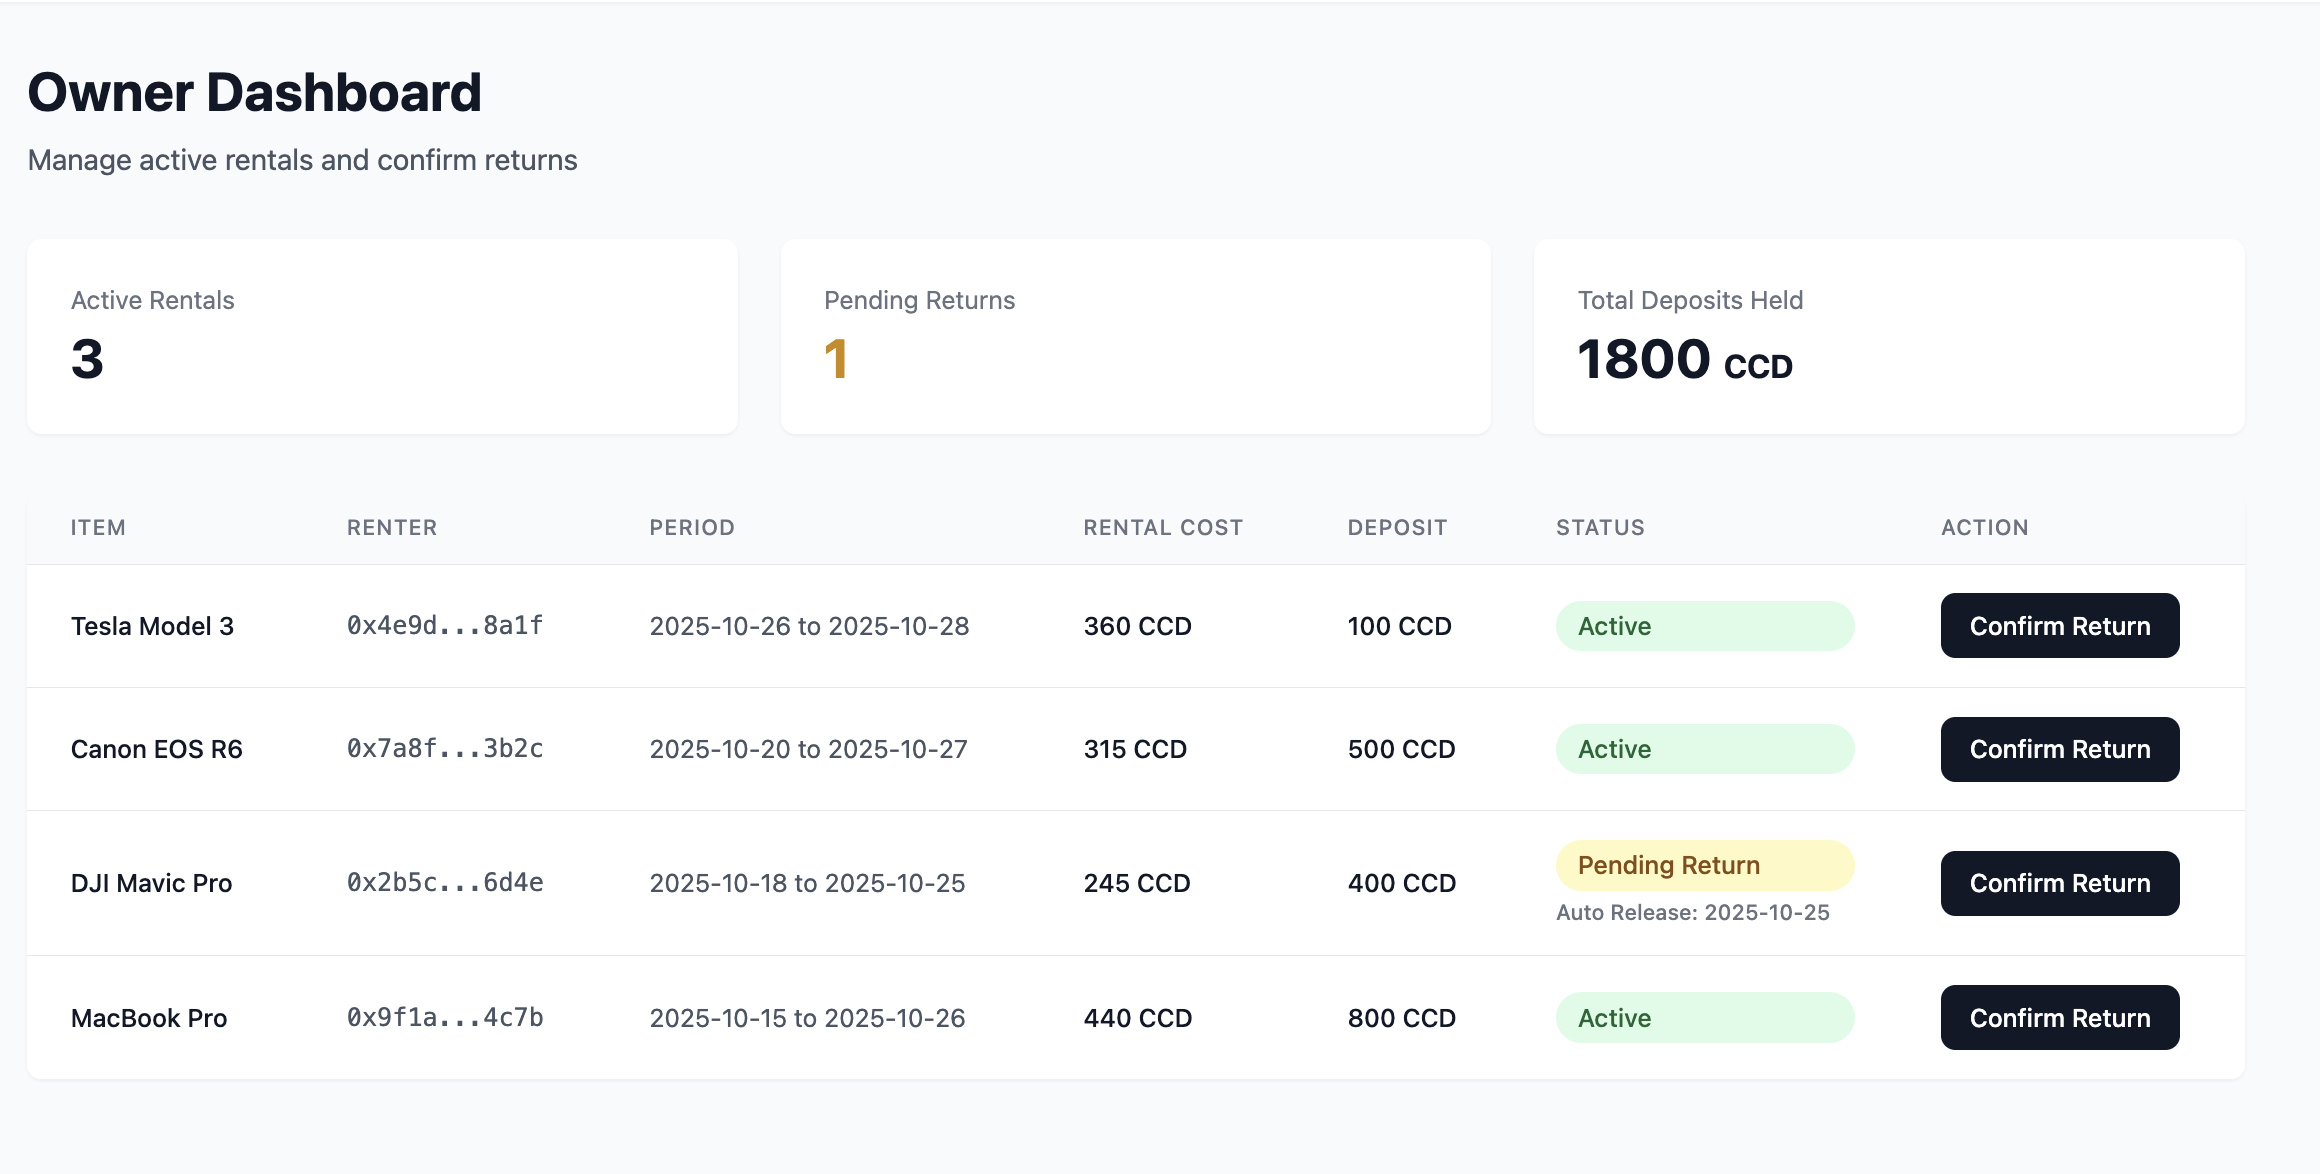 Owner Dashboard
Manage active rentals and confirm returns
Active Rentals
3
Pending Returns
1
Total Deposits Held
1800 CCD
ITEM RENTER PERIOD RENTAL COST DEPOSIT STATUS ACTION
Tesla Model 3 0x4e9d...8a1f 2025-10-26 to 2025-10-28 360 CCD 100 CCD Active Confirm Return
Canon EOS R6 0x7a8f...3b2c 2025-10-20 to 2025-10-27 315 CCD 500 CCD Active Confirm Return
DJI Mavic Pro 0x2b5c...6d4e 2025-10-18 to 2025-10-25 245 CCD 400 CCD Pending Return Confirm Return
Auto Release: 2025-10-25
MacBook Pro 0x9f1a...4c7b 2025-10-15 to 2025-10-26 440 CCD 800 CCD Active Confirm Return